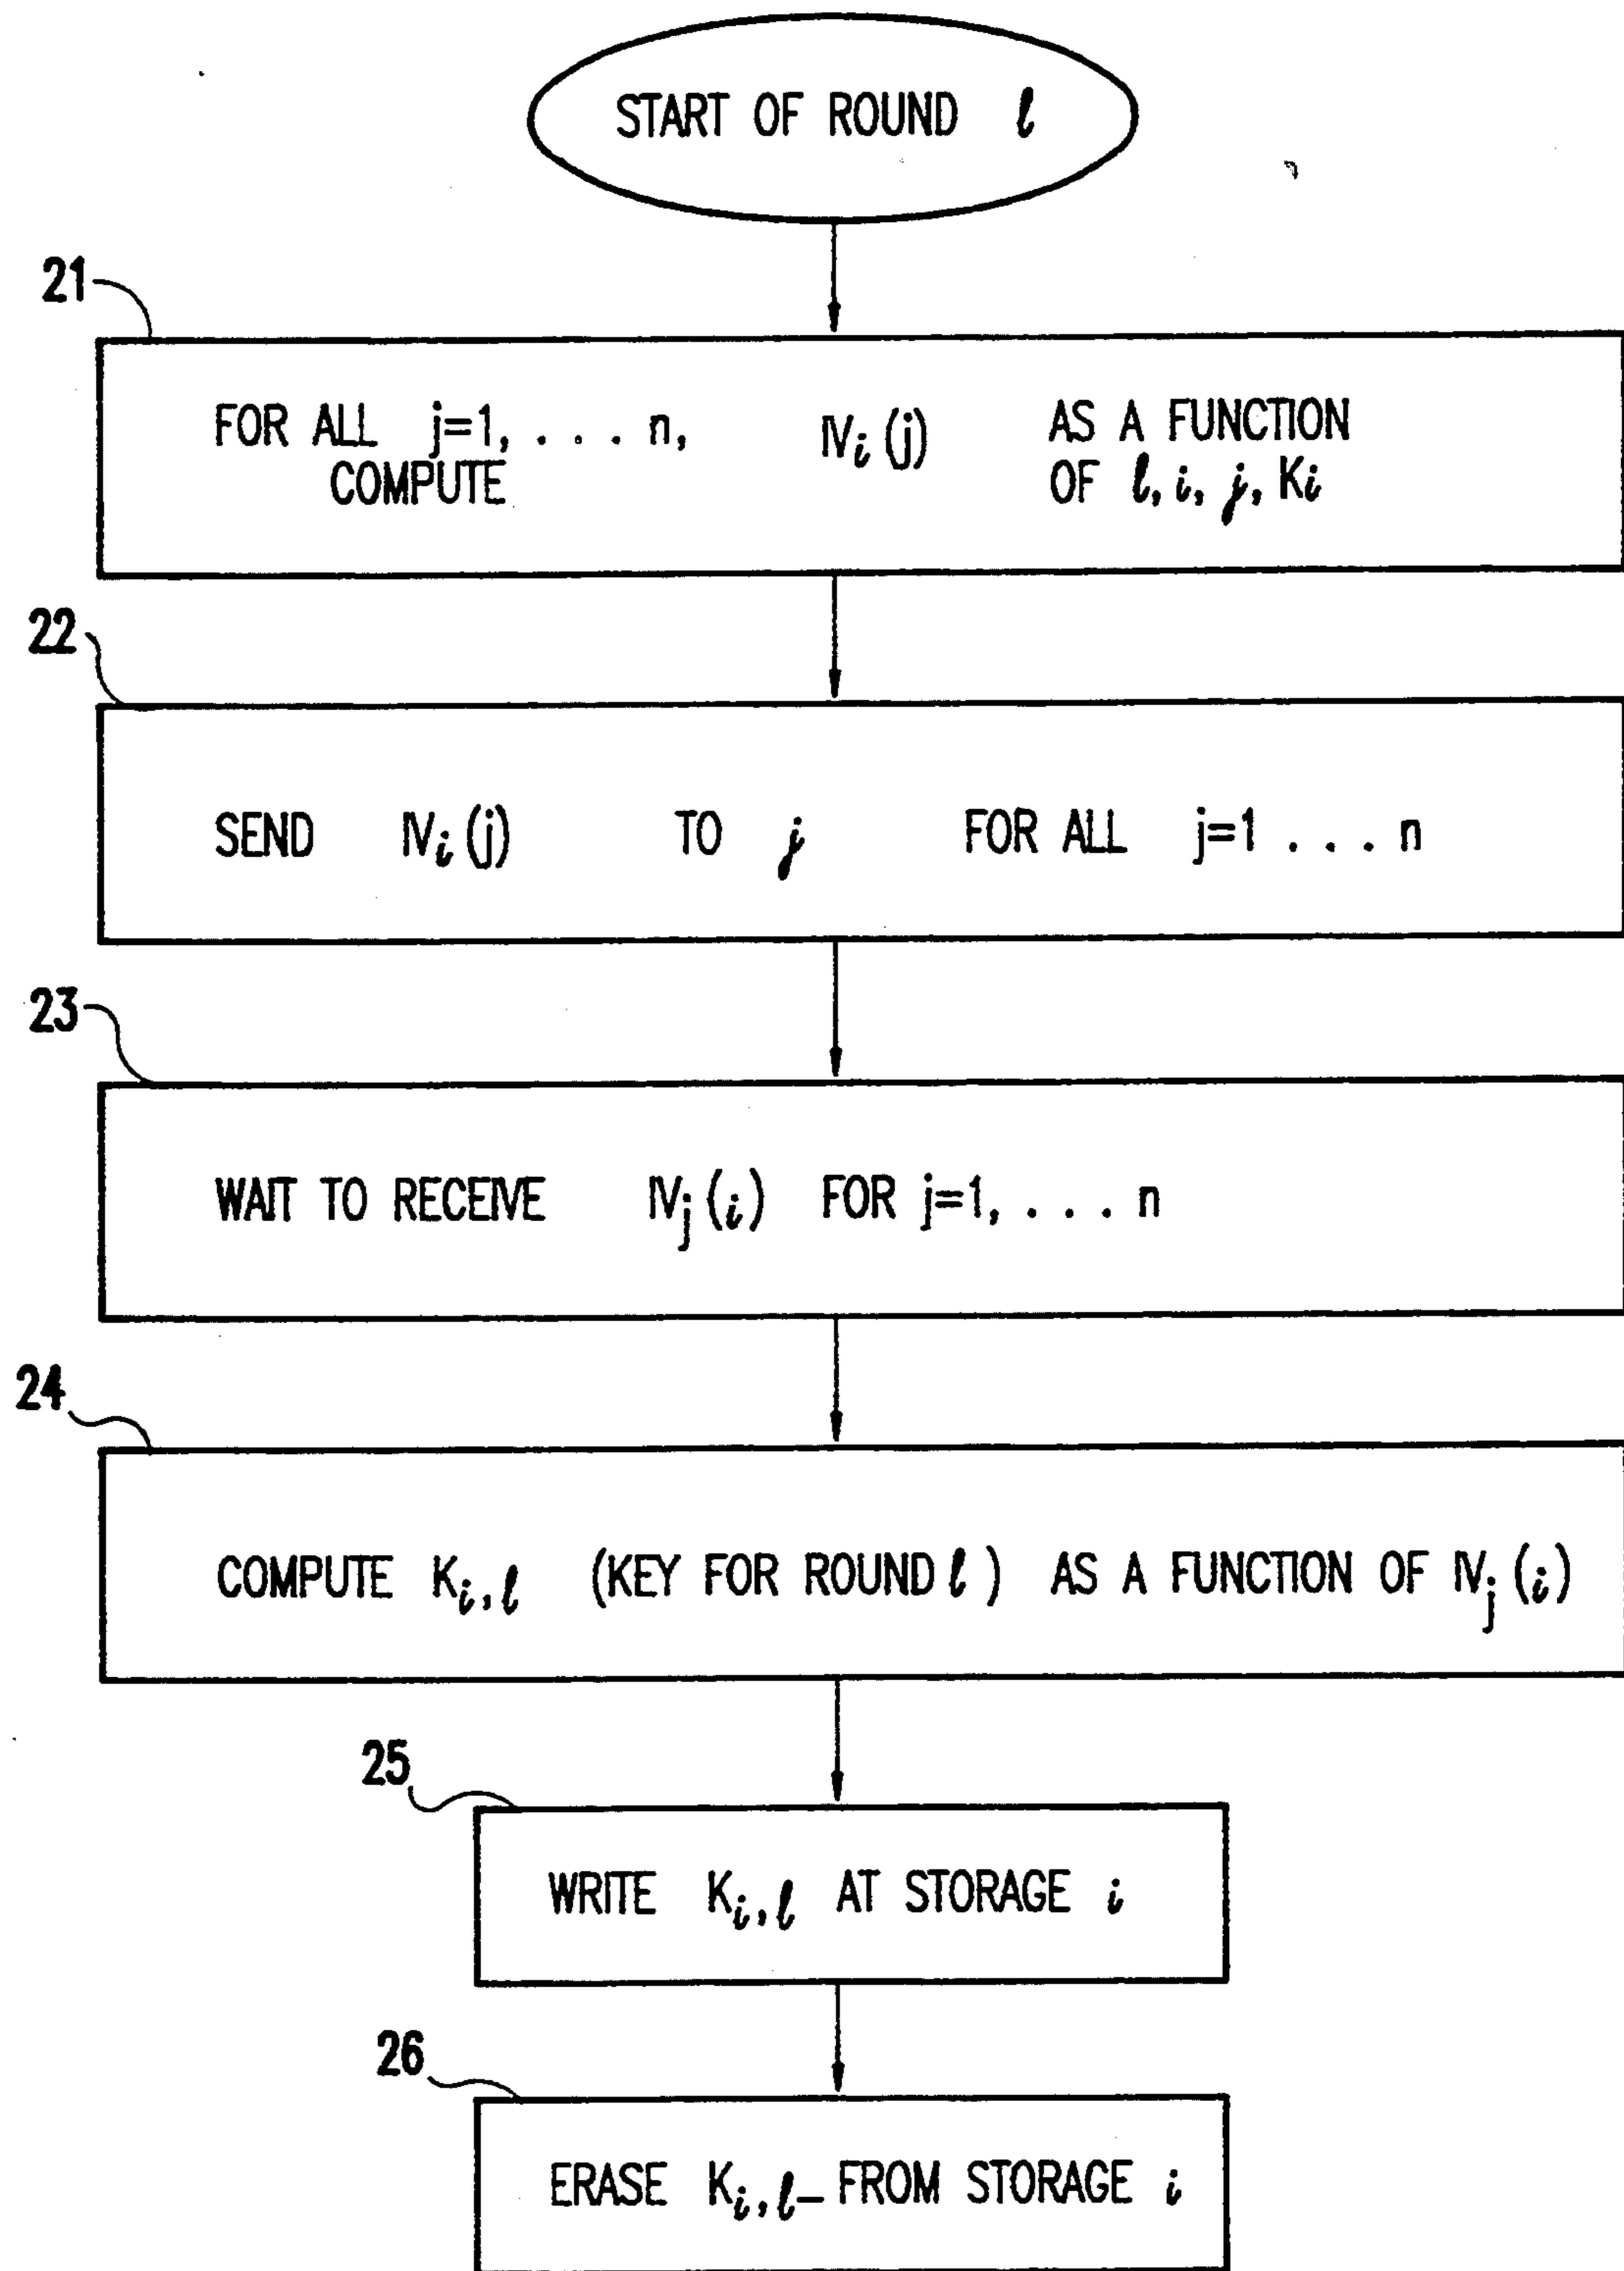 START OF ROUND ℓ
21
FOR ALL j=1, . . . n, IVi (j) AS A FUNCTION
COMPUTE OF ℓ, i, j, Ki
22
SEND IVi (j) TO j FOR ALL j=1 . . . n
23
WAIT TO RECEIVE IVj (i) FOR j=1, . . . n
24
COMPUTE Ki,ℓ (KEY FOR ROUND ℓ ) AS A FUNCTION OF IVj (i)
25
WRITE Ki,ℓ AT STORAGE i
26
ERASE Ki,ℓ– FROM STORAGE i